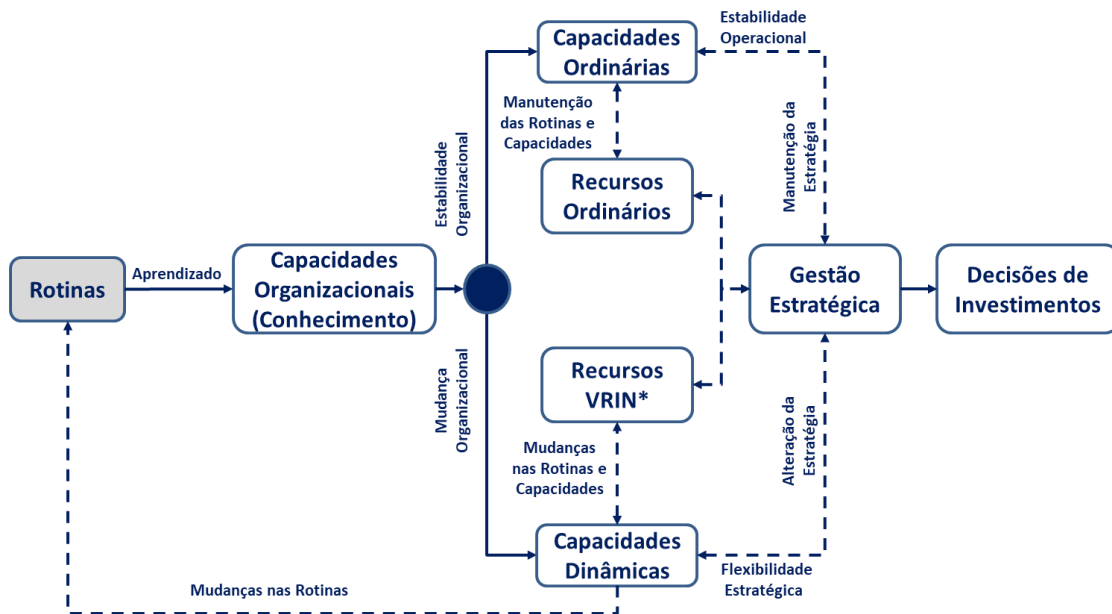 Capacidades
Ordinárias
Estabilidade
Operacional
Manutenção
das Rotinas e
Capacidades
Estabilidade
Organizacional
Recursos
Ordinários
Manutenção da
Estratégia
Rotinas
Aprendizado
Capacidades
Organizacionais
(Conhecimento)
Gestão
Estratégica
Decisões de
Investimentos
Mudança
Organizacional
Recursos
VRIN*
Mudanças
nas Rotinas e
Capacidades
Alteração da
Estratégia
Capacidades
Dinâmicas
Flexibilidade
Estratégica
Mudanças nas Rotinas